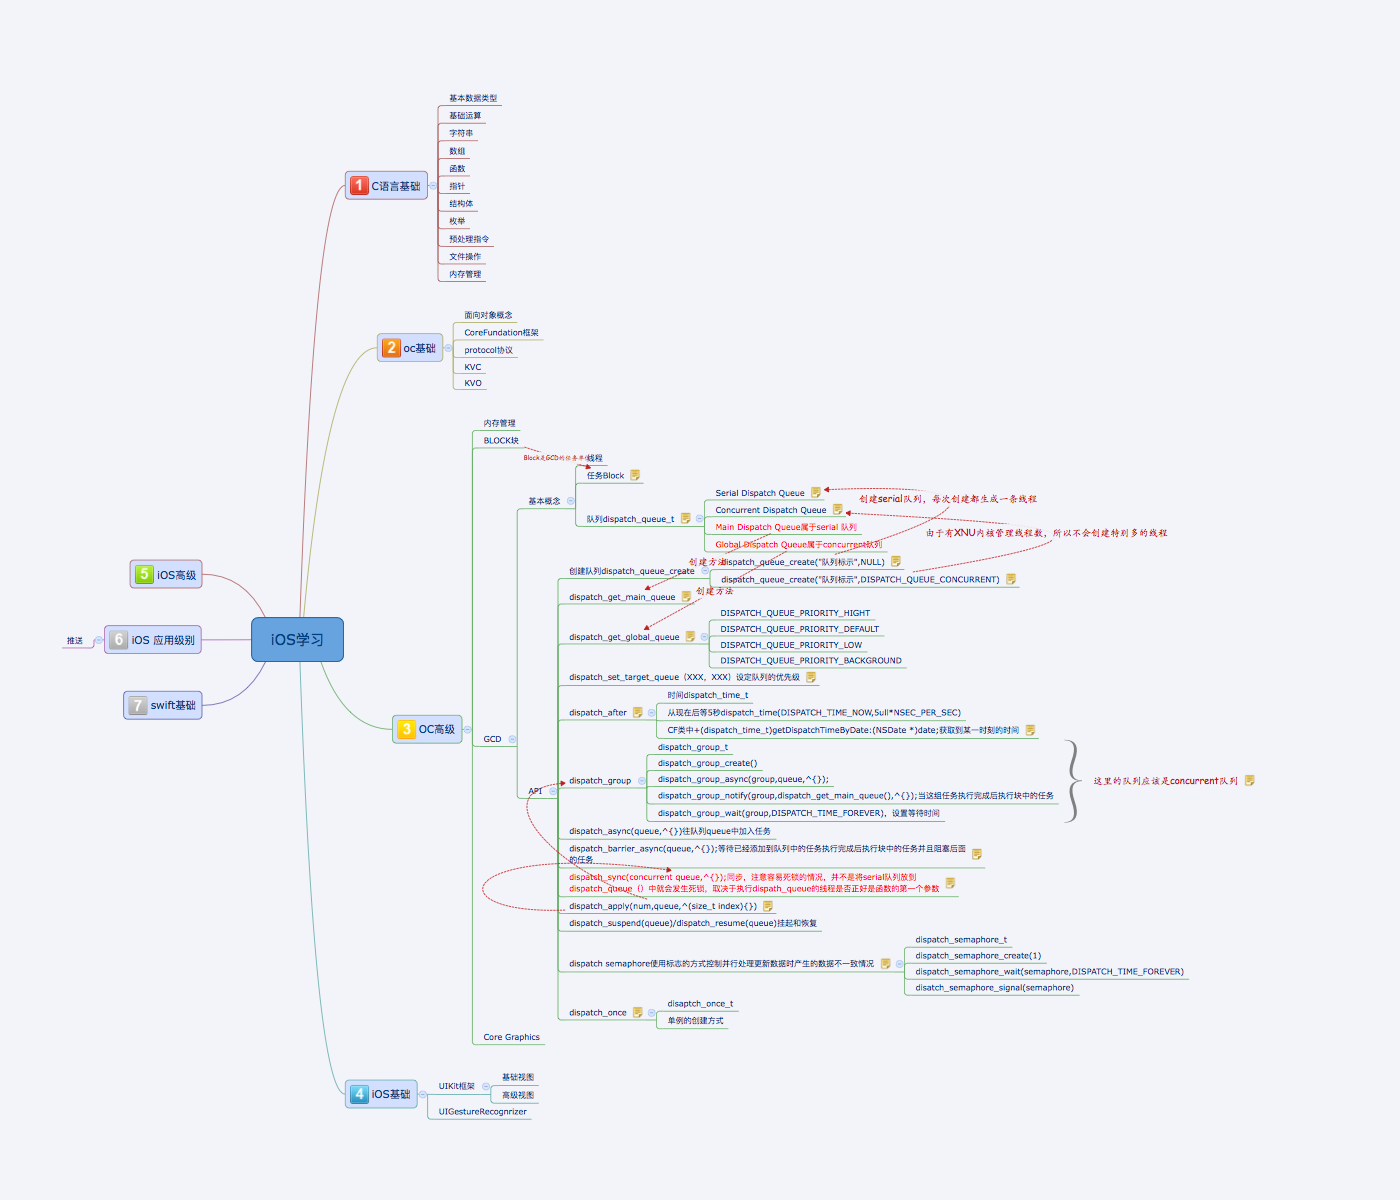 iOS学习
1 C语言基础
基本数据类型
基础运算
字符串
数组
函数
指针
结构体
枚举
预处理指令
文件操作
内存管理
2 oc基础
面向对象概念
CoreFundation框架
protocol协议
KVC
KVO
3 OC高级
内存管理
BLOCK块
Block是GCD的任务单位
GCD
基本概念
线程
任务Block
队列dispatch_queue_t
Serial Dispatch Queue
Concurrent Dispatch Queue
Main Dispatch Queue属于serial 队列
Global Dispatch Queue属于concurrent队列
创建serial队列，每次创建都生成一条线程
由于有XNU内核管理线程数，所以不会创建特别多的线程
API
创建队列dispatch_queue_create
dispatch_queue_create("队列标示",NULL)
dispatch_queue_create("队列标示",DISPATCH_QUEUE_CONCURRENT)
创建方法
dispatch_get_main_queue
创建方法
dispatch_get_global_queue
DISPATCH_QUEUE_PRIORITY_HIGHT
DISPATCH_QUEUE_PRIORITY_DEFAULT
DISPATCH_QUEUE_PRIORITY_LOW
DISPATCH_QUEUE_PRIORITY_BACKGROUND
dispatch_set_target_queue（XXX，XXX）设定队列的优先级
dispatch_after
时间dispatch_time_t
从现在后等5秒dispatch_time(DISPATCH_TIME_NOW,5ull*NSEC_PER_SEC)
CF类中+(dispatch_time_t)getDispatchTimeByDate:(NSDate *)date;获取到某一时刻的时间
dispatch_group
dispatch_group_t
dispatch_group_create()
dispatch_group_async(group,queue,^{});
dispatch_group_notify(group,dispatch_get_main_queue(),^{});当这组任务执行完成后执行块中的任务
dispatch_group_wait(group,DISPATCH_TIME_FOREVER)，设置等待时间
这里的队列应该是concurrent队列
dispatch_async(queue,^{})往队列queue中加入任务
dispatch_barrier_async(queue,^{});等待已经添加到队列中的任务执行完成后执行块中的任务并且阻塞后面
的任务
dispatch_sync(concurrent queue,^{});同步，注意容易死锁的情况，并不是将serial队列放到
dispatch_queue（）中就会发生死锁，取决于执行dispath_queue的线程是否正好是函数的第一个参数
dispatch_apply(num,queue,^(size_t index){})
dispatch_suspend(queue)/dispatch_resume(queue)挂起和恢复
dispatch semaphore使用标志的方式控制并行处理更新数据时产生的数据不一致情况
dispatch_semaphore_t
dispatch_semaphore_create(1)
dispatch_semaphore_wait(semaphore,DISPATCH_TIME_FOREVER)
disatch_semaphore_signal(semaphore)
dispatch_once
disaptch_once_t
单例的创建方式
Core Graphics
4 iOS基础
UIKit框架
基础视图
高级视图
UIGestureRecognrizer
5 iOS高级
6 iOS 应用级别
推送
7 swift基础